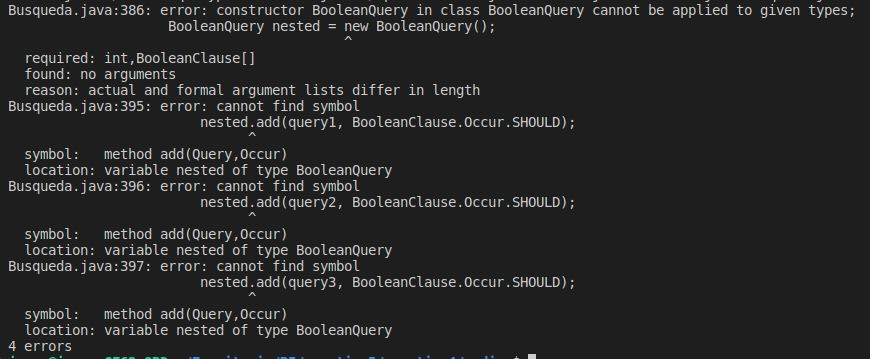 Busqueda.java:386: error: constructor BooleanQuery in class BooleanQuery cannot be applied to given types;
BooleanQuery nested = new BooleanQuery();
^
required: int,BooleanClause[]
found: no arguments
reason: actual and formal argument lists differ in length
Busqueda.java:395: error: cannot find symbol
nested.add(query1, BooleanClause.Occur.SHOULD);
^
symbol:   method add(Query,Occur)
location: variable nested of type BooleanQuery
Busqueda.java:396: error: cannot find symbol
nested.add(query2, BooleanClause.Occur.SHOULD);
^
symbol:   method add(Query,Occur)
location: variable nested of type BooleanQuery
Busqueda.java:397: error: cannot find symbol
nested.add(query3, BooleanClause.Occur.SHOULD);
^
symbol:   method add(Query,Occur)
location: variable nested of type BooleanQuery
4 errors